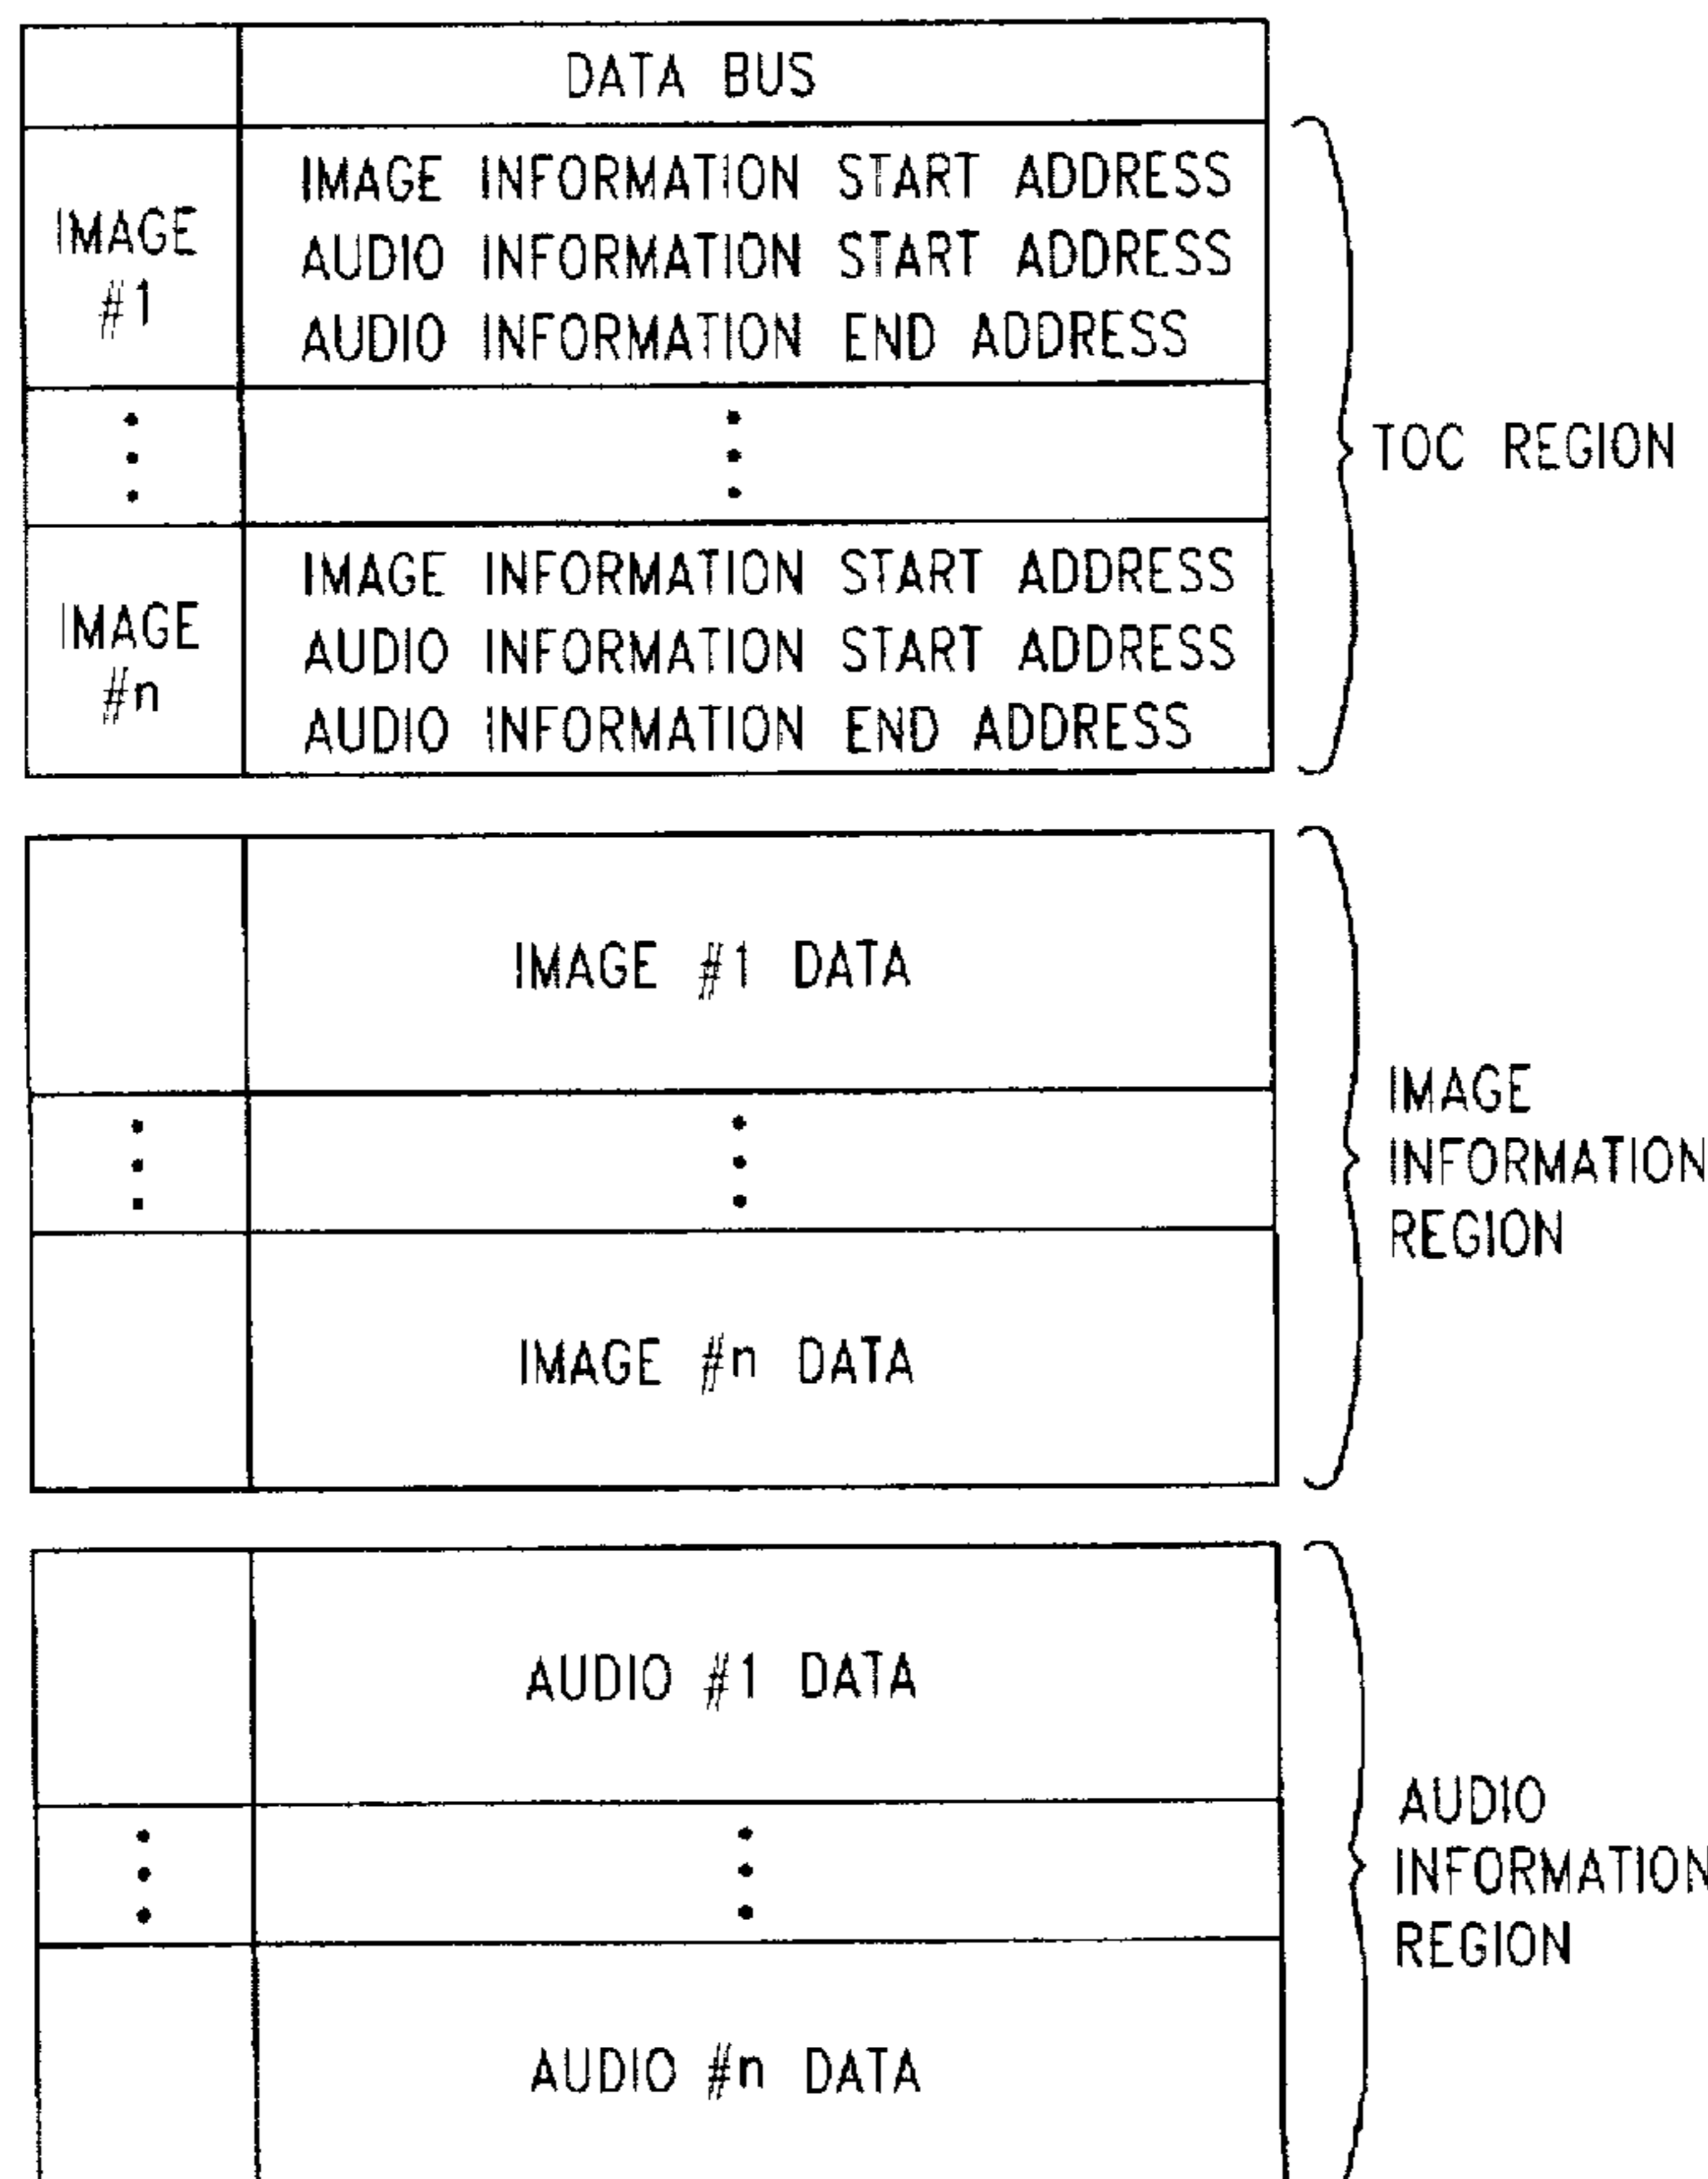 DATA BUS
IMAGE
#1
IMAGE INFORMATION START ADDRESS
AUDIO INFORMATION START ADDRESS
AUDIO INFORMATION END ADDRESS
TOC REGION
IMAGE
#n
IMAGE INFORMATION START ADDRESS
AUDIO INFORMATION START ADDRESS
AUDIO INFORMATION END ADDRESS
IMAGE #1 DATA
IMAGE
INFORMATION
REGION
IMAGE #n DATA
AUDIO #1 DATA
AUDIO
INFORMATION
REGION
AUDIO #n DATA